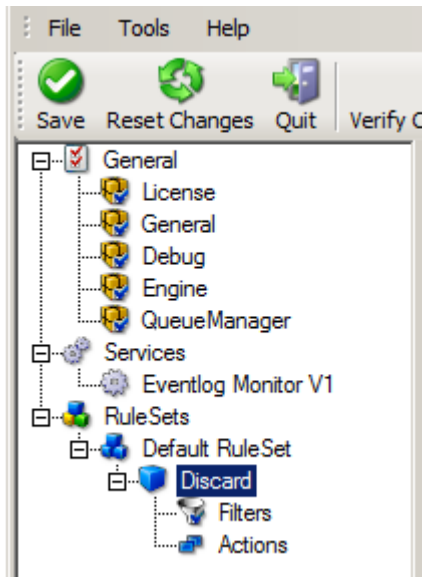 File Tools Help
Save Reset Changes Quit Verify
General
License
General
Debug
Engine
QueueManager
Services
Eventlog Monitor V1
RuleSets
Default RuleSet
Discard
Filters
Actions